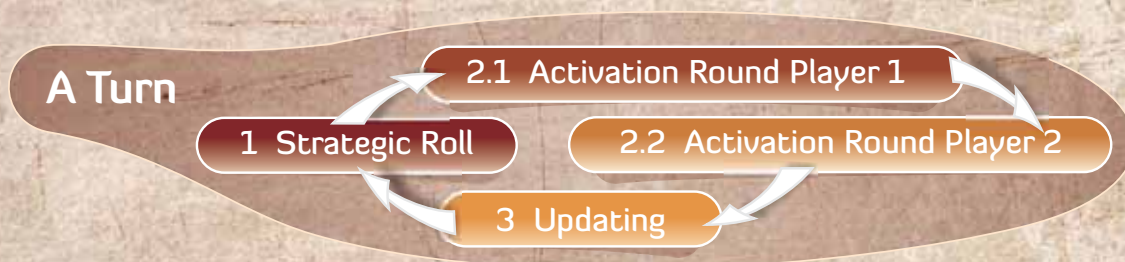 A Turn
1 Strategic Roll
2.1 Activation Round Player 1
2.2 Activation Round Player 2
3 Updating